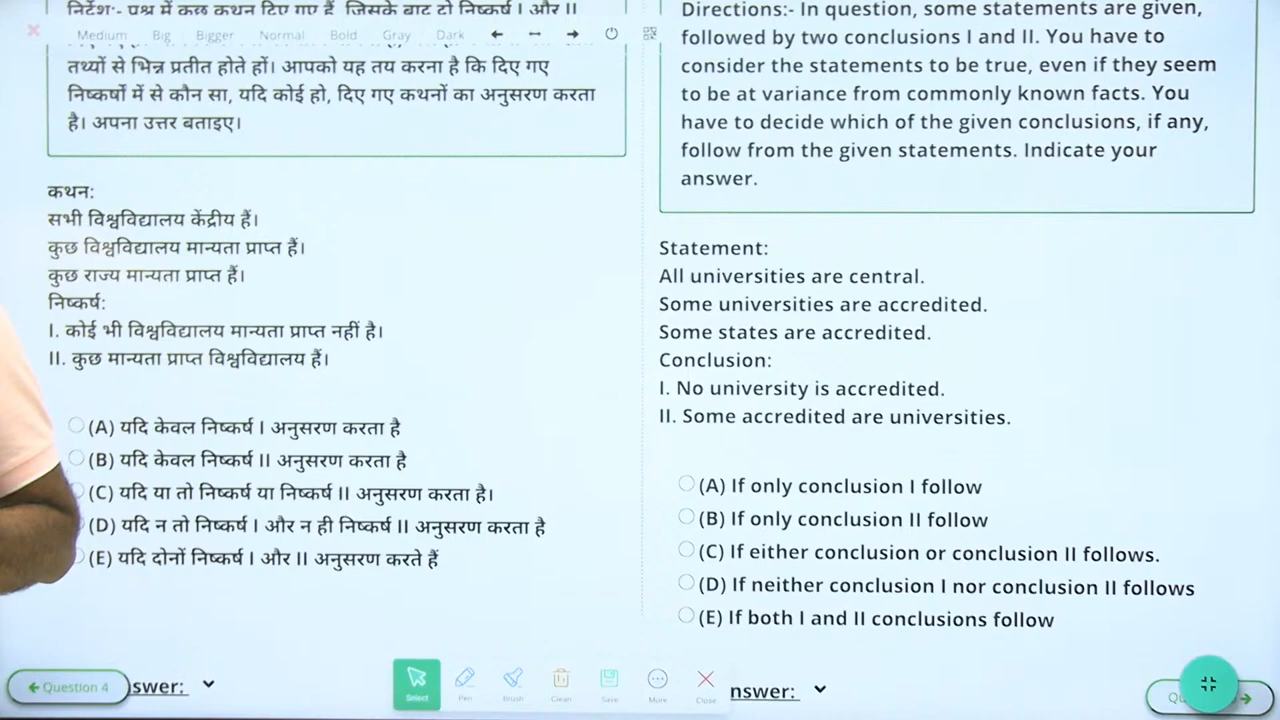 निर्देश:- प्रश्न में कुछ कथन दिए गए हैं, जिसके बाद दो निष्कर्ष I और II
Medium Big Bigger Normal Bold Gray Dark
तथ्यों से भिन्न प्रतीत होते हों। आपको यह तय करना है कि दिए गए
निष्कर्षों में से कौन सा, यदि कोई हो, दिए गए कथनों का अनुसरण करता
है। अपना उत्तर बताइए।
कथन:
सभी विश्वविद्यालय केंद्रीय हैं।
कुछ विश्वविद्यालय मान्यता प्राप्त हैं।
कुछ राज्य मान्यता प्राप्त हैं।
निष्कर्ष:
I. कोई भी विश्वविद्यालय मान्यता प्राप्त नहीं है।
II. कुछ मान्यता प्राप्त विश्वविद्यालय हैं।
(A) यदि केवल निष्कर्ष I अनुसरण करता है
(B) यदि केवल निष्कर्ष II अनुसरण करता है
(C) यदि या तो निष्कर्ष या निष्कर्ष II अनुसरण करता है।
(D) यदि न तो निष्कर्ष I और न ही निष्कर्ष II अनुसरण करता है
(E) यदि दोनों निष्कर्ष I और II अनुसरण करते हैं
Directions:- In question, some statements are given,
followed by two conclusions I and II. You have to
consider the statements to be true, even if they seem
to be at variance from commonly known facts. You
have to decide which of the given conclusions, if any,
follow from the given statements. Indicate your
answer.
Statement:
All universities are central.
Some universities are accredited.
Some states are accredited.
Conclusion:
I. No university is accredited.
II. Some accredited are universities.
(A) If only conclusion I follow
(B) If only conclusion II follow
(C) If either conclusion or conclusion II follows.
(D) If neither conclusion I nor conclusion II follows
(E) If both I and II conclusions follow
Question 4
swer:
Select Pen Brush Clean Save More Close
nswer: